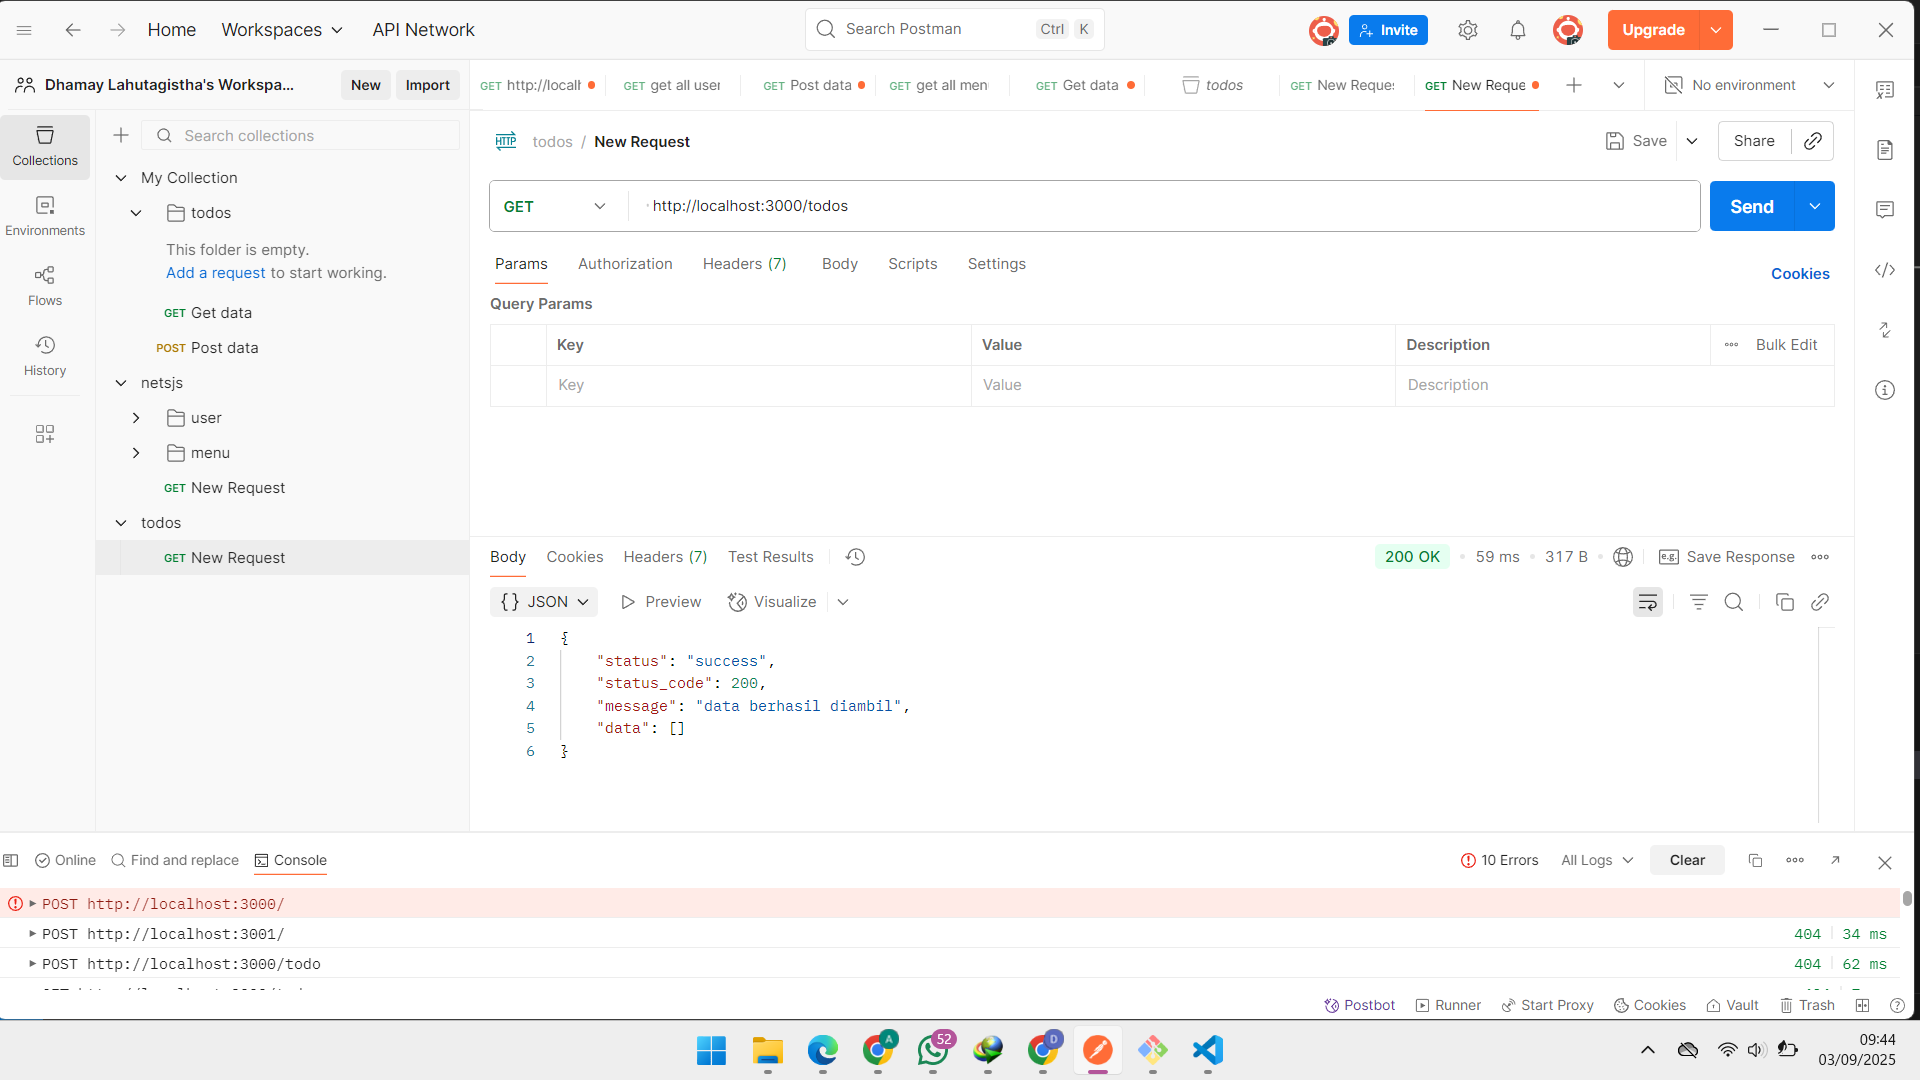 Home Workspaces API Network Search Postman Ctrl K Invite Upgrade
Dhamay Lahutagistha's Workspa... New Import
GET http://localh GET get all user POST Post data GET get all men GET Get data todos GET New Reques GET New Reque No environment
Collections
Environments
Flows
History
Search collections
My Collection
todos
This folder is empty.
Add a request to start working.
GET Get data
POST Post data
netsjs
user
menu
GET New Request
todos
GET New Request
HTTP todos / New Request Save Share
GET http://localhost:3000/todos Send
Params Authorization Headers (7) Body Scripts Settings Cookies
Query Params
Key Value Description Bulk Edit
Key Value Description
Body Cookies Headers (7) Test Results 200 OK 59 ms 317 B e.g. Save Response
{} JSON Preview Visualize
1 {
2 "status": "success",
3 "status_code": 200,
4 "message": "data berhasil diambil",
5 "data": []
6 }
Online Find and replace Console 10 Errors All Logs Clear
POST http://localhost:3000/
POST http://localhost:3001/ 404 34 ms
POST http://localhost:3000/todo 404 62 ms
Postbot Runner Start Proxy Cookies Vault Trash
A 52 D
09:44
03/09/2025